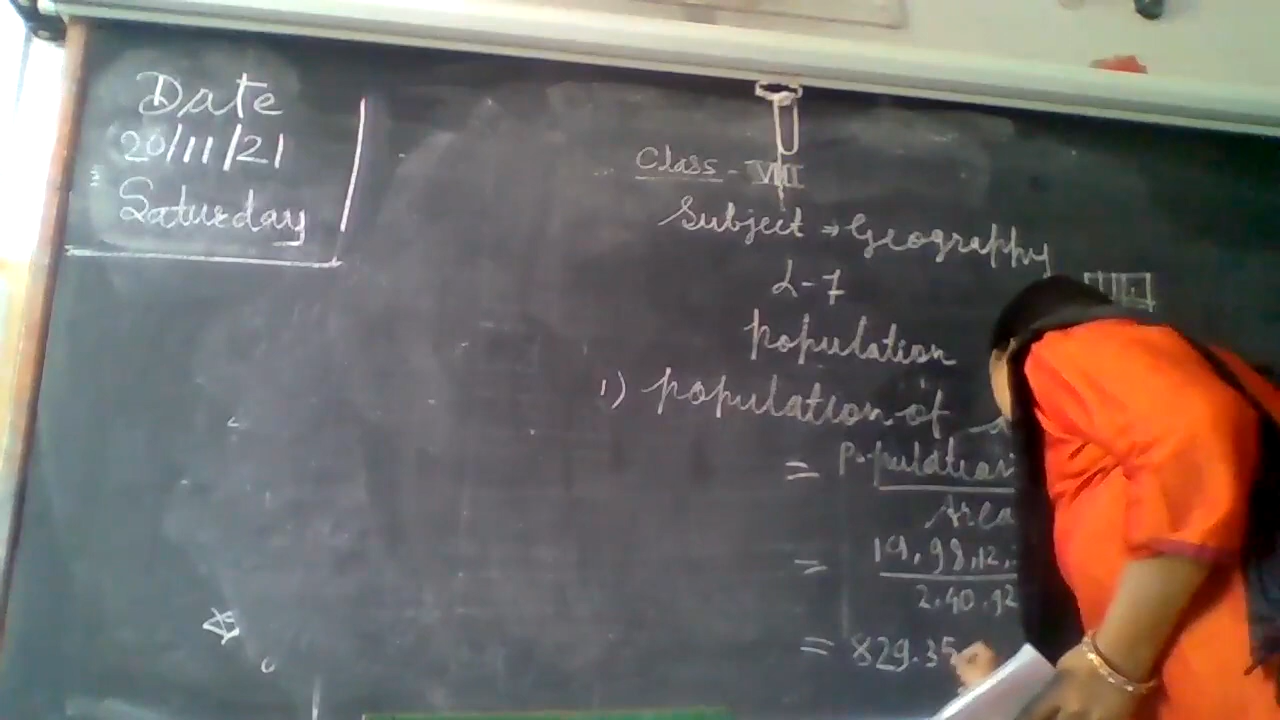 Date
20/11/21
Saturday
Class - VIII
Subject → Geography
L-7
population
1) population of
= Population
Area
= 19,98,12,
2,40,92
= 829.35